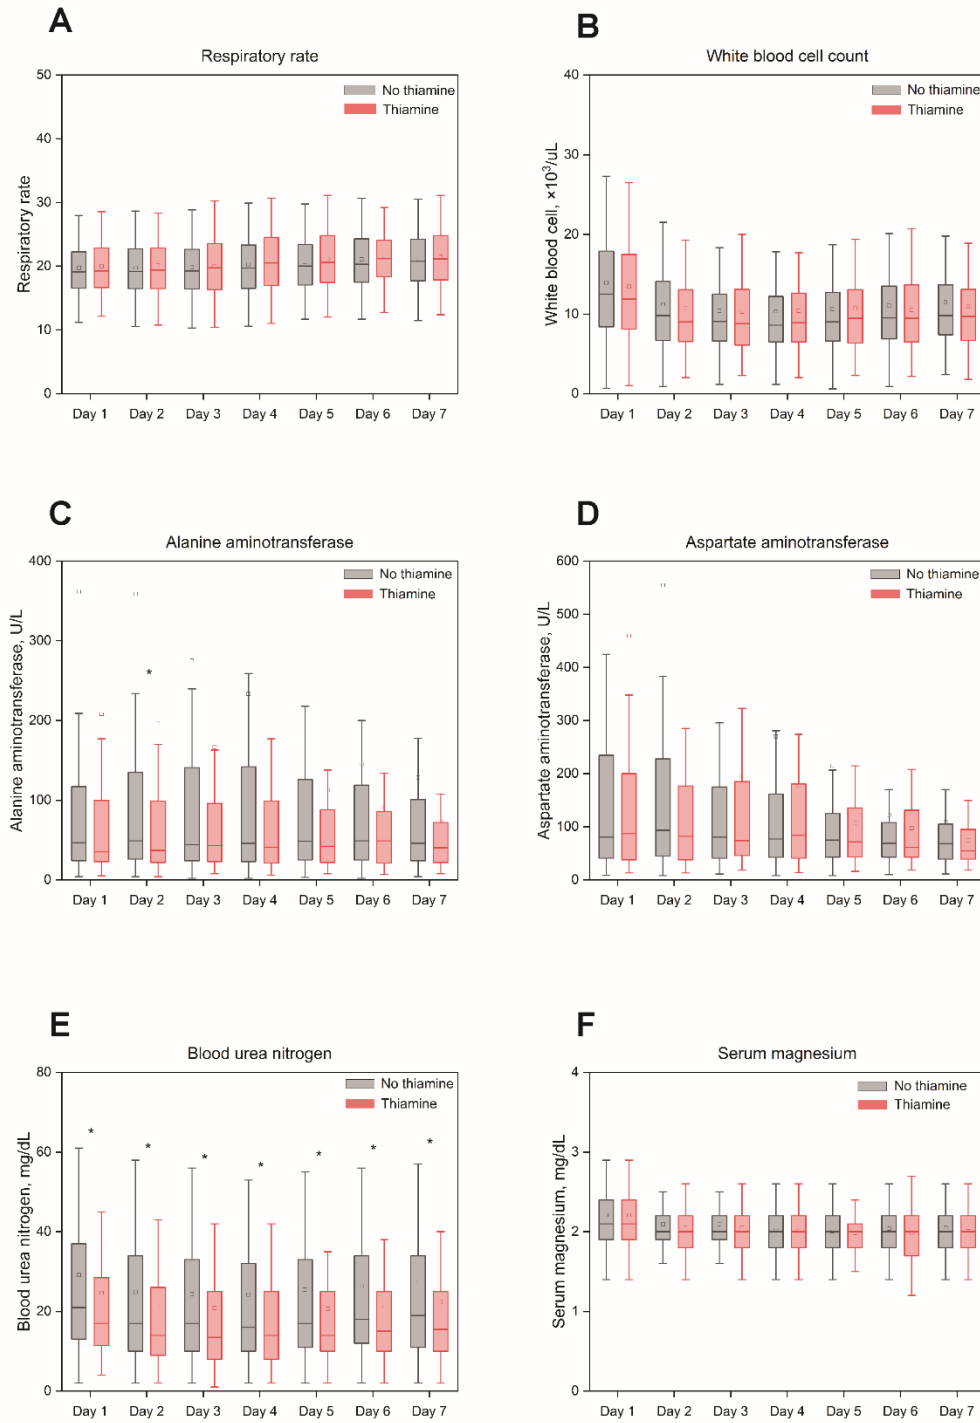 A
Respiratory rate
Respiratory rate
50
40
30
20
10
0
No thiamine
Thiamine
Day 1 Day 2 Day 3 Day 4 Day 5 Day 6 Day 7
B
White blood cell count
White blood cell, ×10³/uL
40
30
20
10
0
No thiamine
Thiamine
Day 1 Day 2 Day 3 Day 4 Day 5 Day 6 Day 7
C
Alanine aminotransferase
Alanine aminotransferase, U/L
400
300
200
100
0
No thiamine
Thiamine
*
Day 1 Day 2 Day 3 Day 4 Day 5 Day 6 Day 7
D
Aspartate aminotransferase
Aspartate aminotransferase, U/L
600
500
400
300
200
100
0
No thiamine
Thiamine
Day 1 Day 2 Day 3 Day 4 Day 5 Day 6 Day 7
E
Blood urea nitrogen
Blood urea nitrogen, mg/dL
80
60
40
20
0
No thiamine
Thiamine
* * * * * * *
Day 1 Day 2 Day 3 Day 4 Day 5 Day 6 Day 7
F
Serum magnesium
Serum magnesium, mg/dL
4
3
2
1
0
No thiamine
Thiamine
Day 1 Day 2 Day 3 Day 4 Day 5 Day 6 Day 7